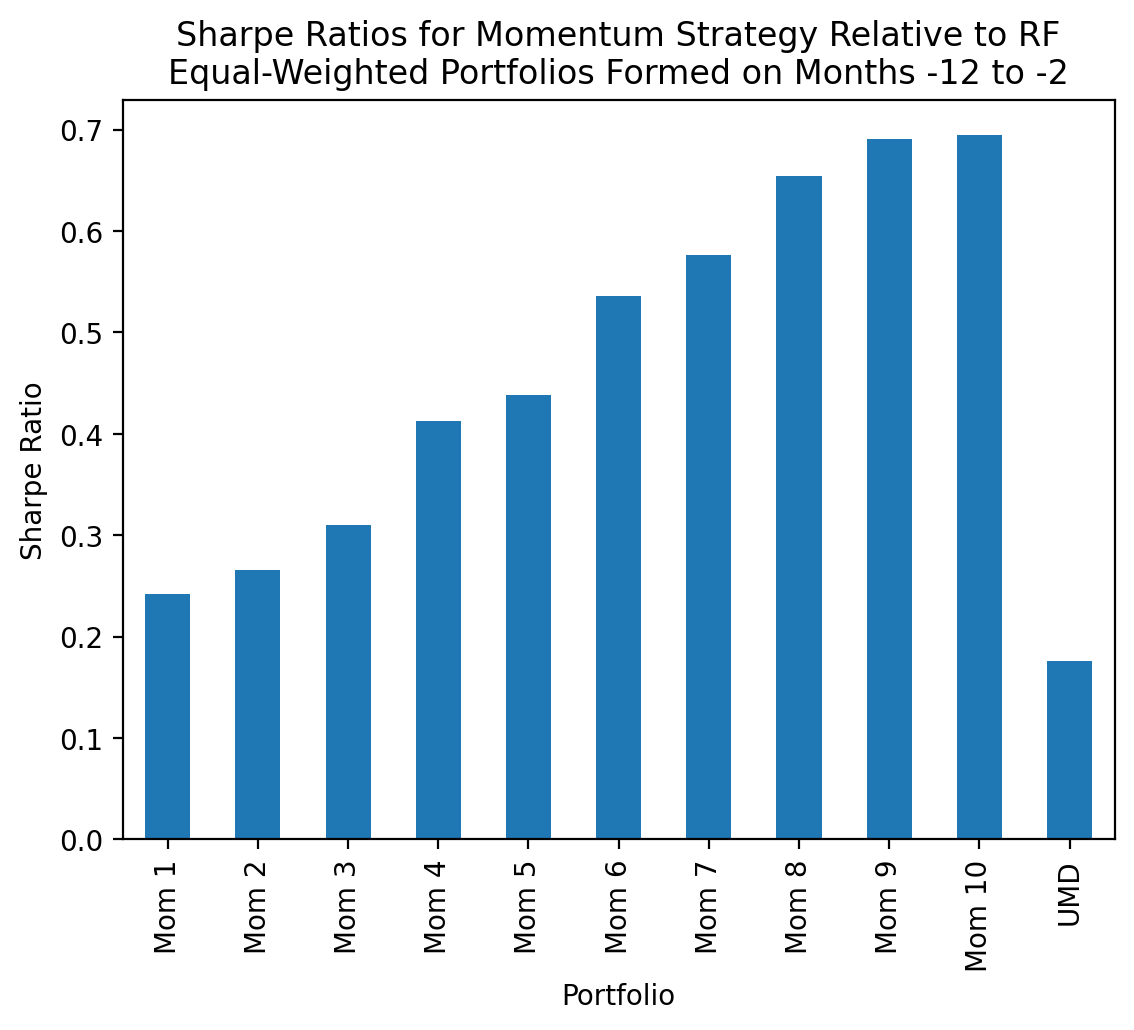 Sharpe Ratios for Momentum Strategy Relative to RF
Equal-Weighted Portfolios Formed on Months -12 to -2
Sharpe Ratio
0.7
0.6
0.5
0.4
0.3
0.2
0.1
0.0
Mom 1
Mom 2
Mom 3
Mom 4
Mom 5
Mom 6
Mom 7
Mom 8
Mom 9
Mom 10
UMD
Portfolio